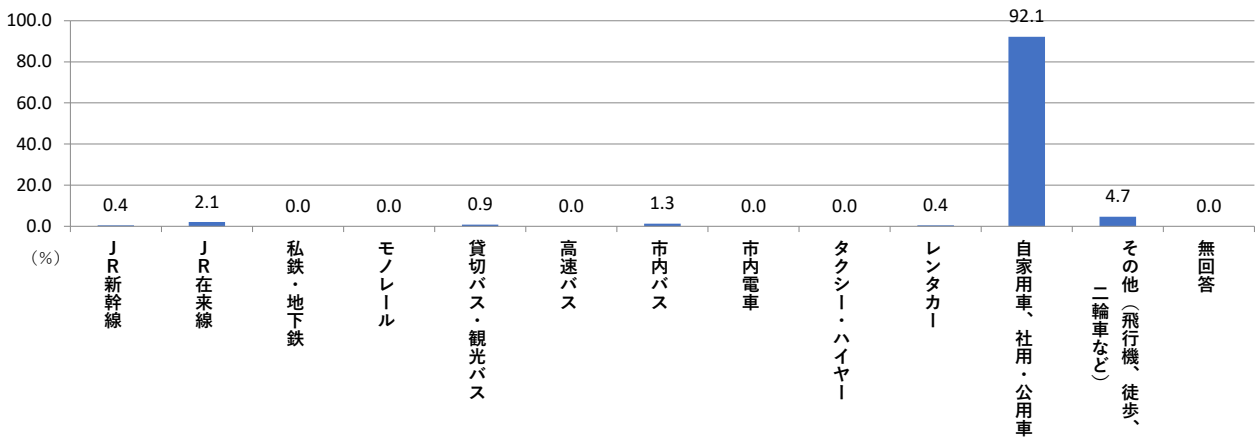 100.0
80.0
60.0
40.0
20.0
0.0
(%)
0.4
2.1
0.0
0.0
0.9
0.0
1.3
0.0
0.0
0.4
92.1
4.7
0.0
JR新幹線
JR在来線
私鉄・地下鉄
モノレール
貸切バス・観光バス
高速バス
市内バス
市内電車
タクシー・ハイヤー
レンタカー
自家用車、社用・公用車
その他（飛行機、徒歩、
二輪車など）
無回答